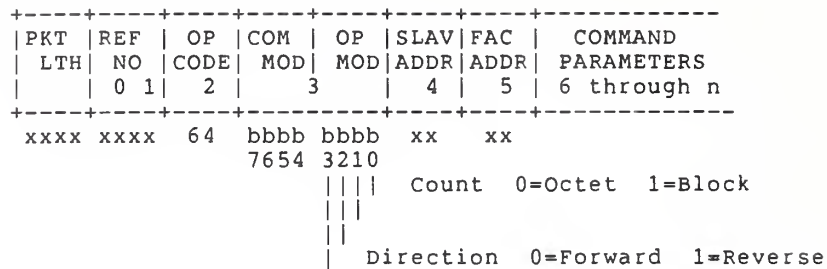 +-----+-----+-----+-----+-----+-----+-----+-------------
|PKT |REF | OP |COM | OP |SLAV|FAC | COMMAND
| LTH| NO |CODE| MOD| MOD|ADDR|ADDR| PARAMETERS
| | 0 1| 2 | 3 | 4 | 5 | 6 through n
+-----+-----+-----+-----+-----+-----+-----+-------------
xxxx xxxx 64 bbbb bbbb xx xx
7654 3210
|||| Count 0=Octet 1=Block
|||
||
| Direction 0=Forward 1=Reverse